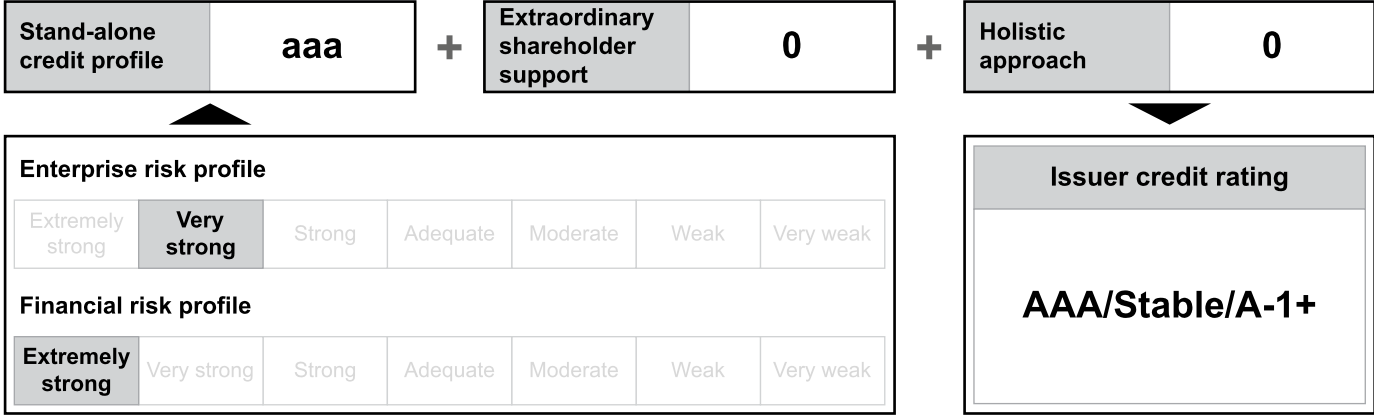 Stand-alone
credit profile
aaa
+
Extraordinary
shareholder
support
0
+
Holistic
approach
0
Enterprise risk profile
Extremely
strong
Very
strong
Strong
Adequate
Moderate
Weak
Very weak
Financial risk profile
Extremely
strong
Very strong
Strong
Adequate
Moderate
Weak
Very weak
Issuer credit rating
AAA/Stable/A-1+